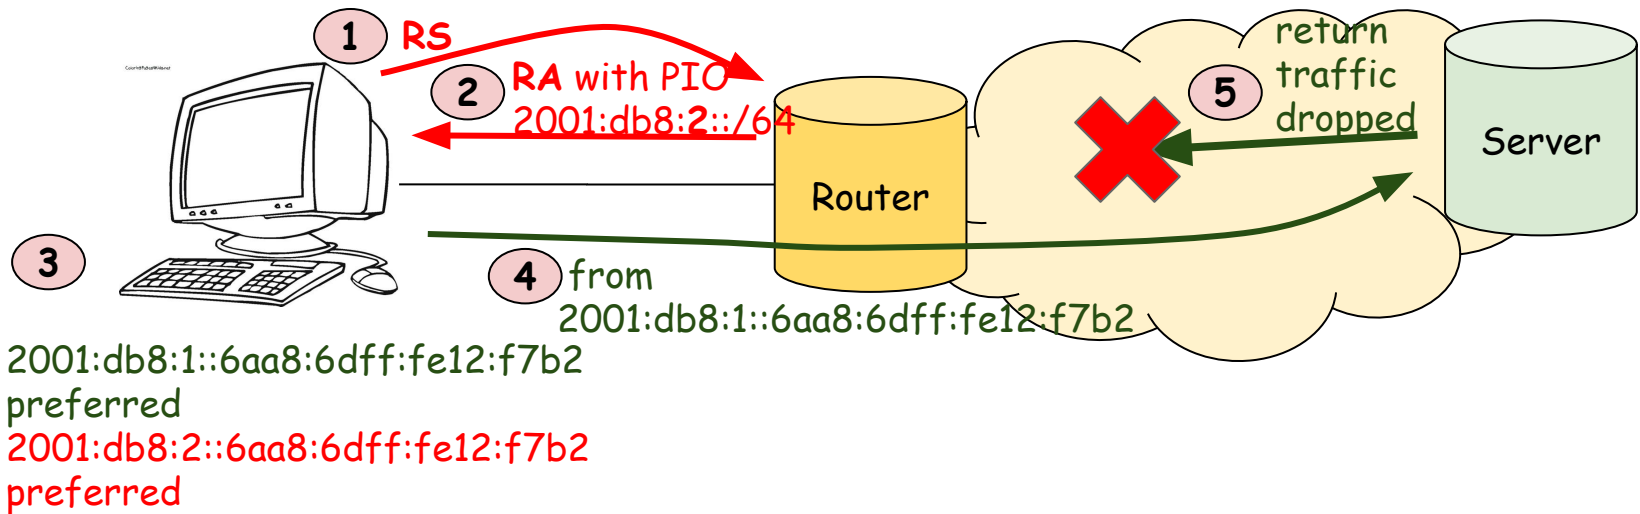 1 RS
2 RA with PIO
2001:db8:2::/64
return
traffic
dropped
5
Server
Router
3
4 from
2001:db8:1::6aa8:6dff:fe12:f7b2
2001:db8:1::6aa8:6dff:fe12:f7b2
preferred
2001:db8:2::6aa8:6dff:fe12:f7b2
preferred